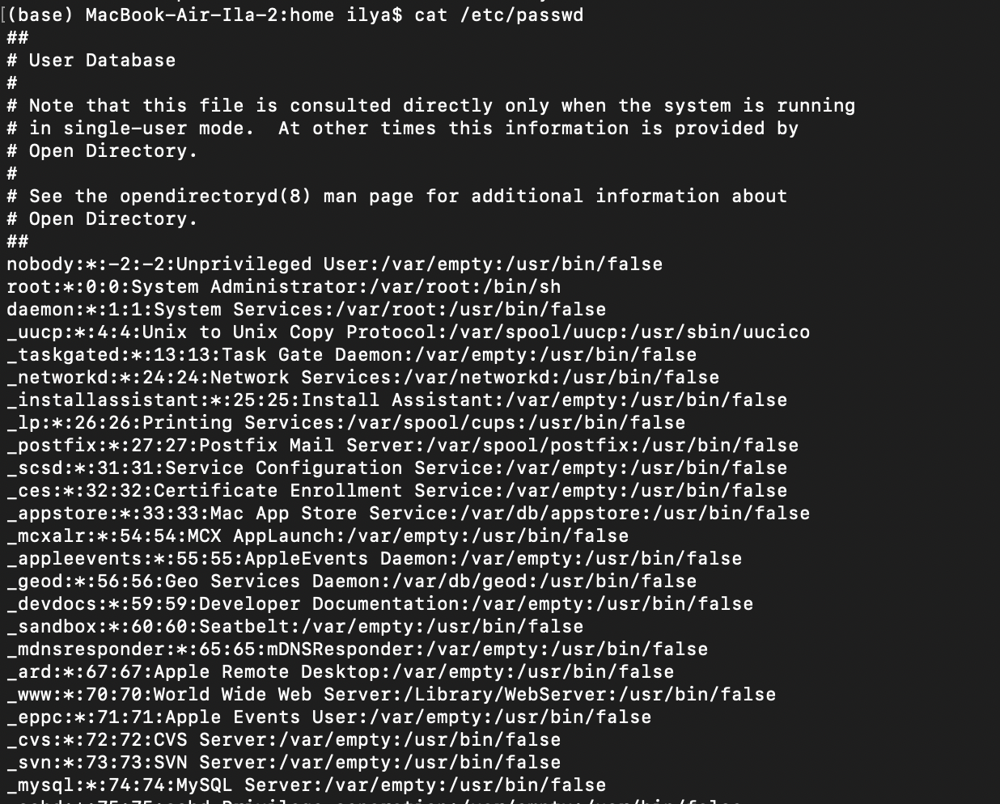 (base) MacBook-Air-Ila-2:home ilya$ cat /etc/passwd
##
# User Database
#
# Note that this file is consulted directly only when the system is running
# in single-user mode.  At other times this information is provided by
# Open Directory.
#
# See the opendirectoryd(8) man page for additional information about
# Open Directory.
##
nobody:*:-2:-2:Unprivileged User:/var/empty:/usr/bin/false
root:*:0:0:System Administrator:/var/root:/bin/sh
daemon:*:1:1:System Services:/var/root:/usr/bin/false
_uucp:*:4:4:Unix to Unix Copy Protocol:/var/spool/uucp:/usr/sbin/uucico
_taskgated:*:13:13:Task Gate Daemon:/var/empty:/usr/bin/false
_networkd:*:24:24:Network Services:/var/networkd:/usr/bin/false
_installassistant:*:25:25:Install Assistant:/var/empty:/usr/bin/false
_lp:*:26:26:Printing Services:/var/spool/cups:/usr/bin/false
_postfix:*:27:27:Postfix Mail Server:/var/spool/postfix:/usr/bin/false
_scsd:*:31:31:Service Configuration Service:/var/empty:/usr/bin/false
_ces:*:32:32:Certificate Enrollment Service:/var/empty:/usr/bin/false
_appstore:*:33:33:Mac App Store Service:/var/db/appstore:/usr/bin/false
_mcxalr:*:54:54:MCX AppLaunch:/var/empty:/usr/bin/false
_appleevents:*:55:55:AppleEvents Daemon:/var/empty:/usr/bin/false
_geod:*:56:56:Geo Services Daemon:/var/db/geod:/usr/bin/false
_devdocs:*:59:59:Developer Documentation:/var/empty:/usr/bin/false
_sandbox:*:60:60:Seatbelt:/var/empty:/usr/bin/false
_mdnsresponder:*:65:65:mDNSResponder:/var/empty:/usr/bin/false
_ard:*:67:67:Apple Remote Desktop:/var/empty:/usr/bin/false
_www:*:70:70:World Wide Web Server:/Library/WebServer:/usr/bin/false
_eppc:*:71:71:Apple Events User:/var/empty:/usr/bin/false
_cvs:*:72:72:CVS Server:/var/empty:/usr/bin/false
_svn:*:73:73:SVN Server:/var/empty:/usr/bin/false
_mysql:*:74:74:MySQL Server:/var/empty:/usr/bin/false